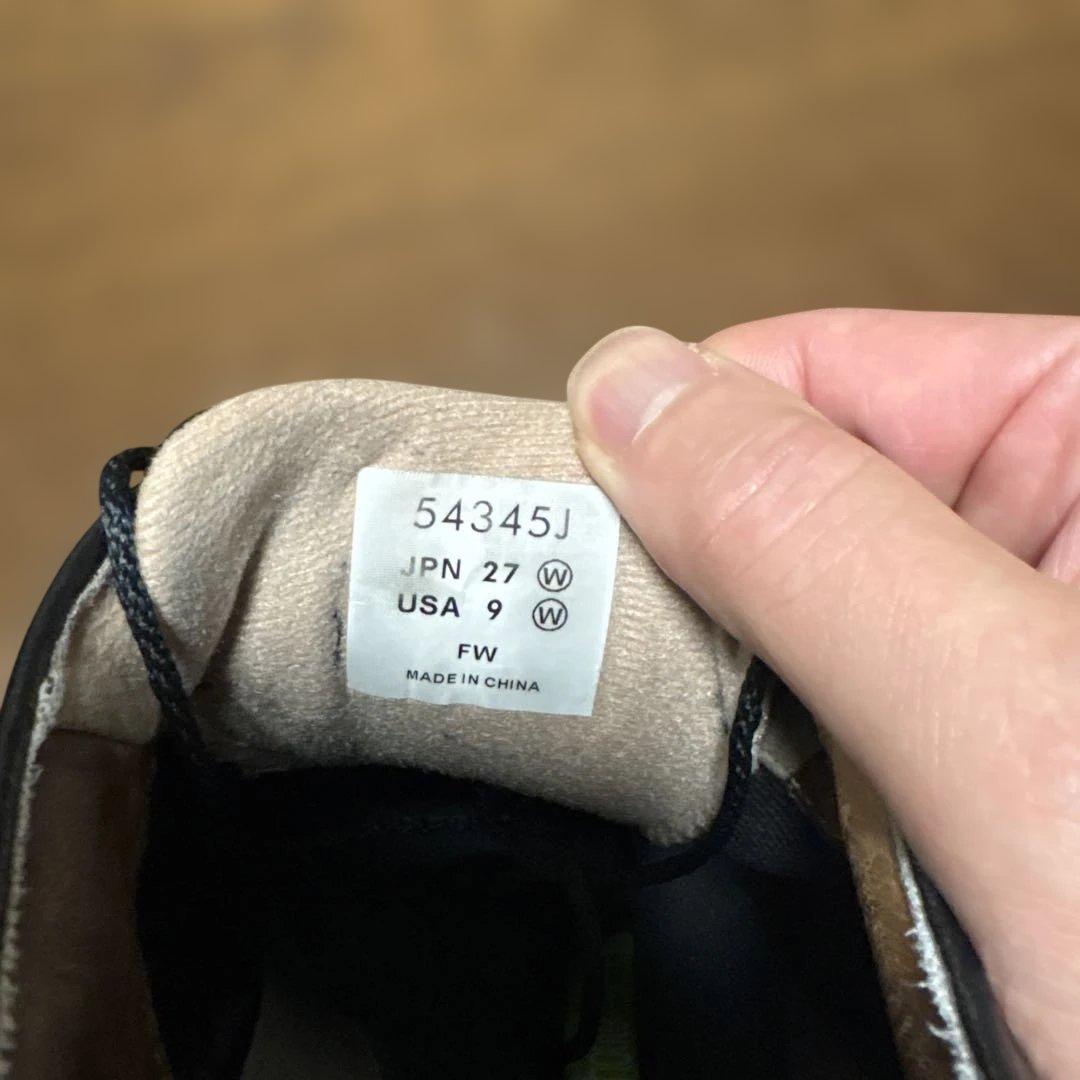 54345J
JPN 27 Ⓦ
USA 9 Ⓦ
FW
MADE IN CHINA